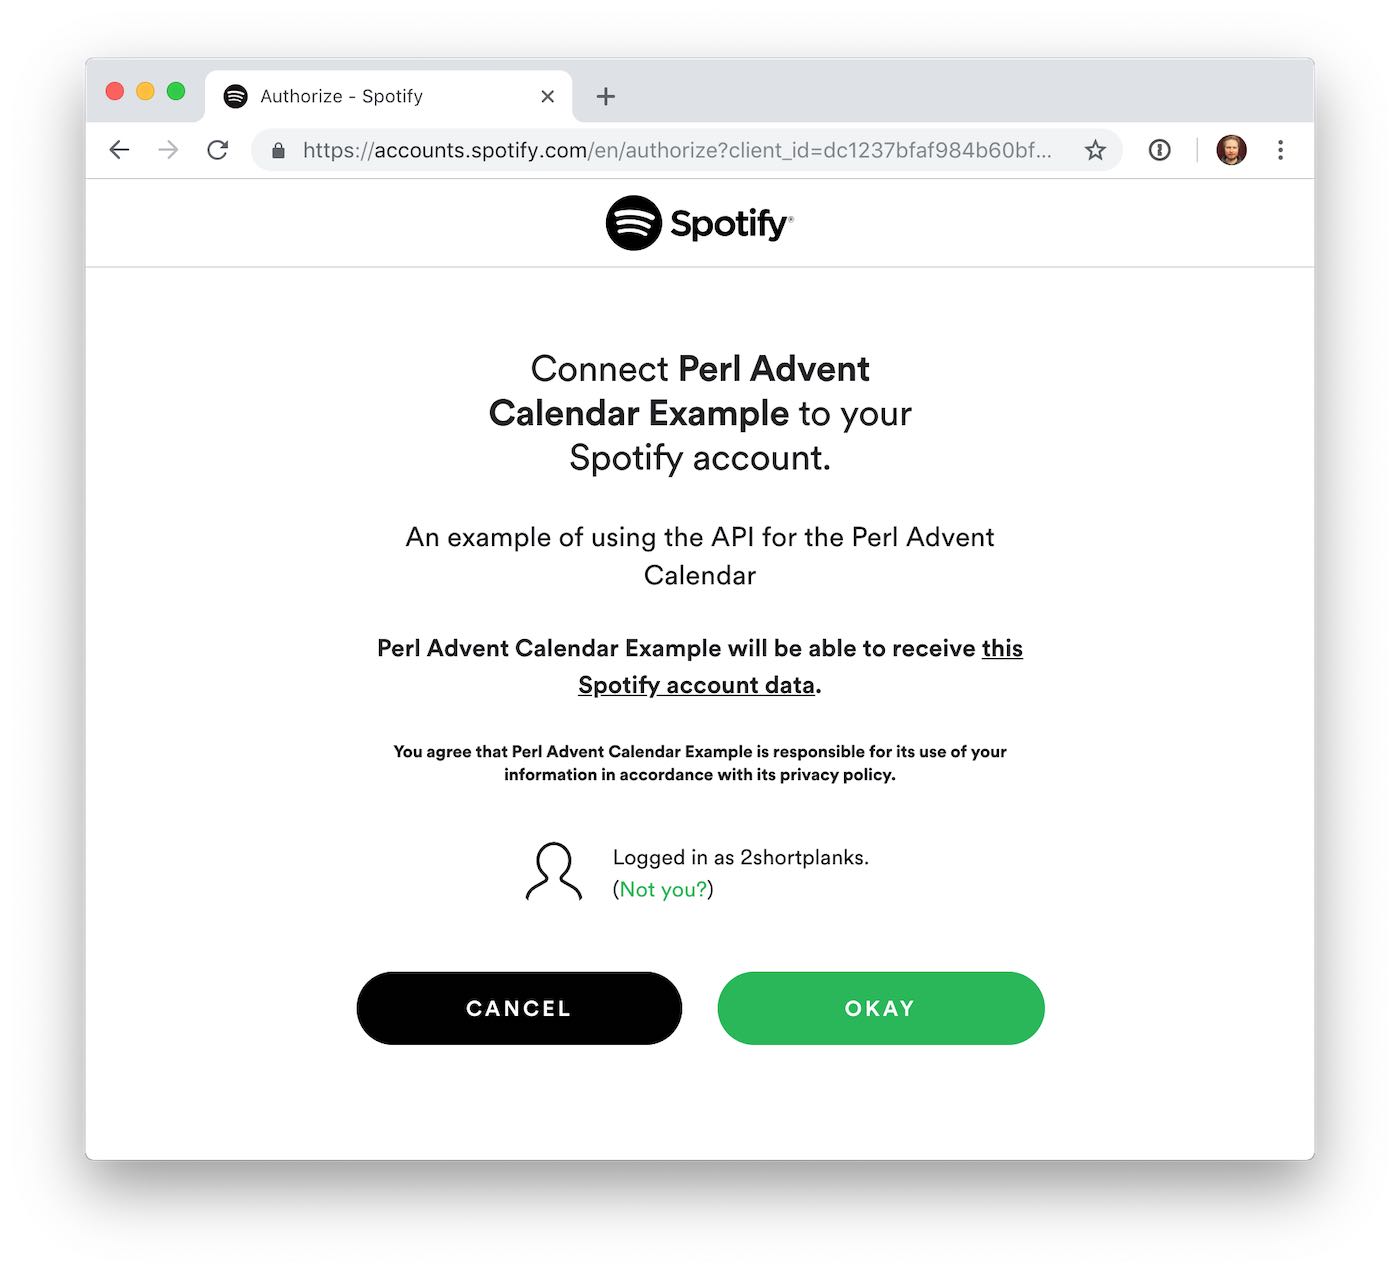 Authorize - Spotify
https://accounts.spotify.com/en/authorize?client_id=dc1237bfaf984b60bf...
Spotify®
Connect Perl Advent
Calendar Example to your
Spotify account.
An example of using the API for the Perl Advent
Calendar
Perl Advent Calendar Example will be able to receive this
Spotify account data.
You agree that Perl Advent Calendar Example is responsible for its use of your
information in accordance with its privacy policy.
Logged in as 2shortplanks.
(Not you?)
CANCEL
OKAY